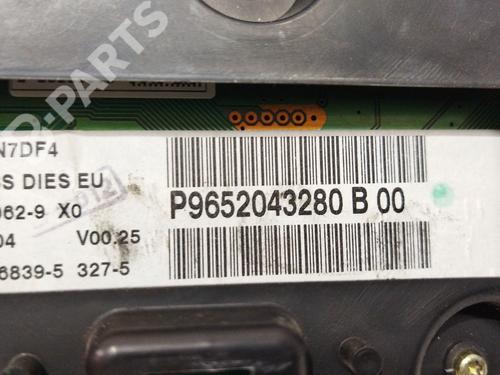 PARTS
N7DF4
S DIES EU
062-9 X0
P9652043280 B 00
04 V00.25
6839-5 327-5